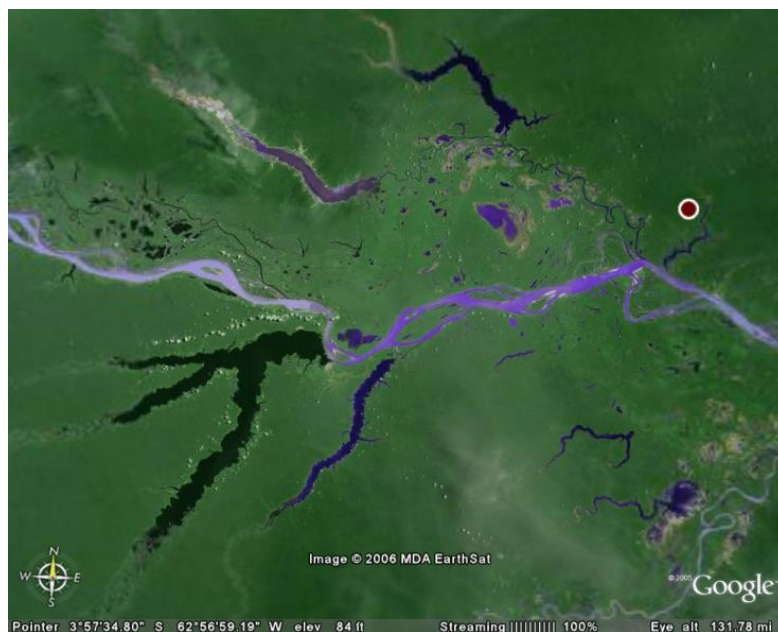 Image © 2006 MDA EarthSat
N
W E
S
© 2005 Google
Pointer 3°57'34.80" S 62°56'59.19" W elev 84 ft Streaming |||||||||| 100% Eye alt 131.78 mi